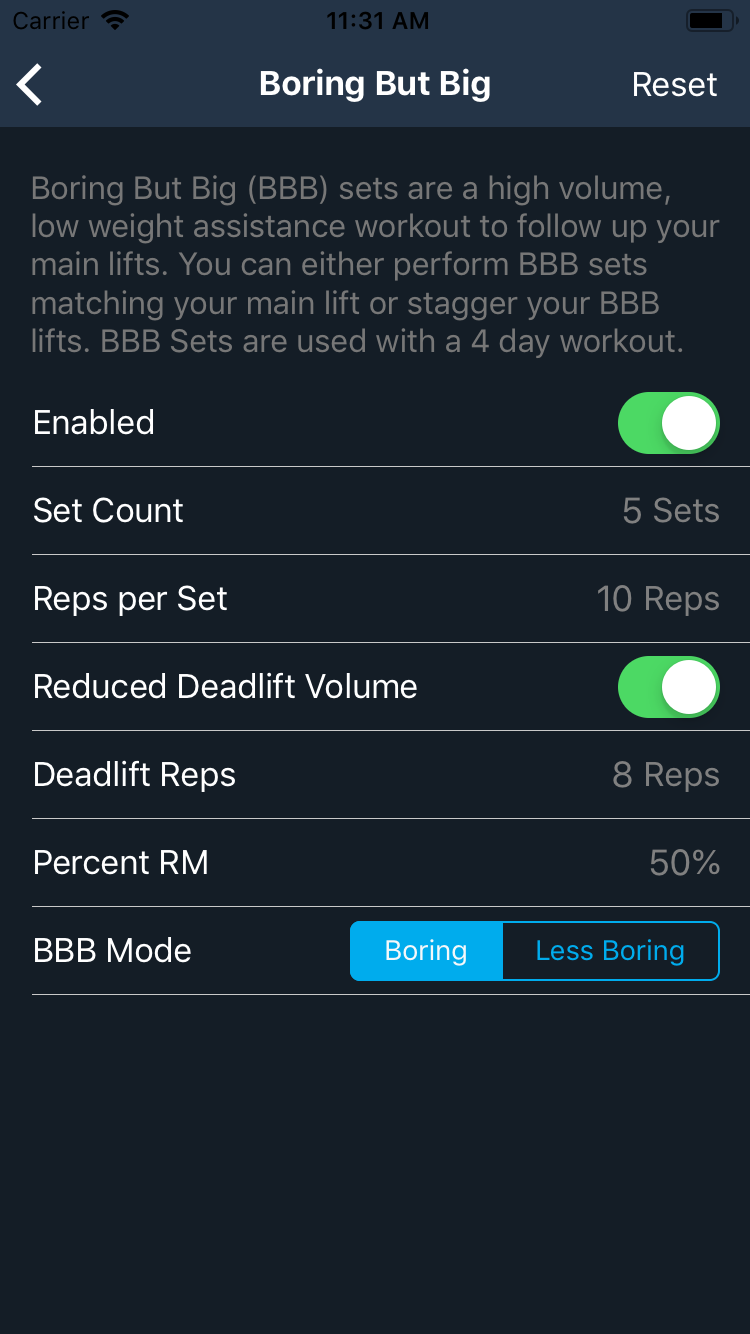 Carrier 11:31 AM
Boring But Big Reset
Boring But Big (BBB) sets are a high volume,
low weight assistance workout to follow up your
main lifts. You can either perform BBB sets
matching your main lift or stagger your BBB
lifts. BBB Sets are used with a 4 day workout.
Enabled
Set Count 5 Sets
Reps per Set 10 Reps
Reduced Deadlift Volume
Deadlift Reps 8 Reps
Percent RM 50%
BBB Mode Boring Less Boring